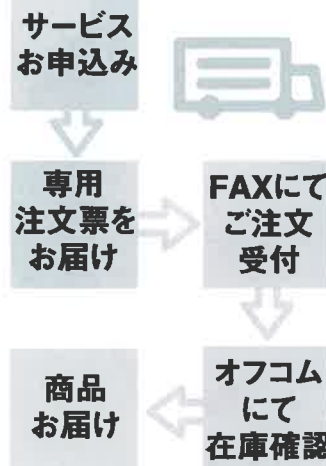 サービス
お申込み
専用
注文票を
お届け
FAXにて
ご注文
受付
オフコム
にて
在庫確認
商品
お届け